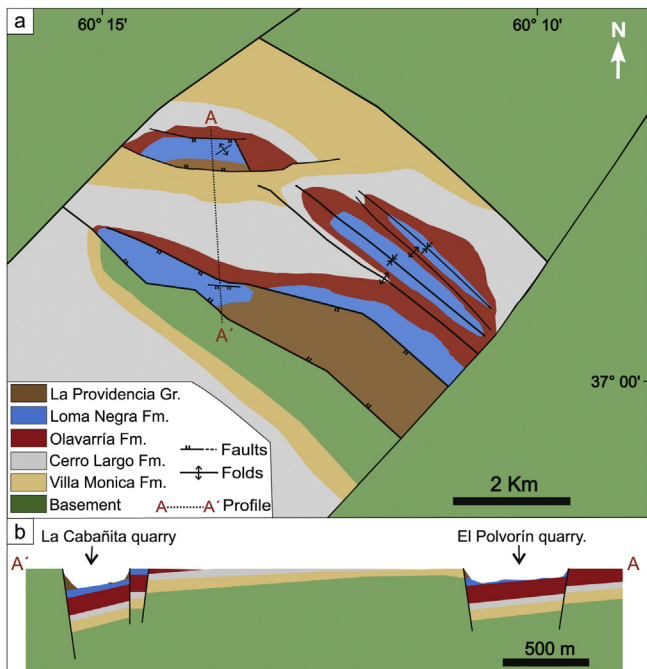 a
60° 15'
60° 10'
N
A
A´
37° 00'
La Providencia Gr.
Loma Negra Fm.
Olavarría Fm.
Cerro Largo Fm.
Villa Monica Fm.
Basement
Faults
Folds
A A´ Profile
2 Km
b
La Cabañita quarry
El Polvorín quarry.
A´
A
500 m